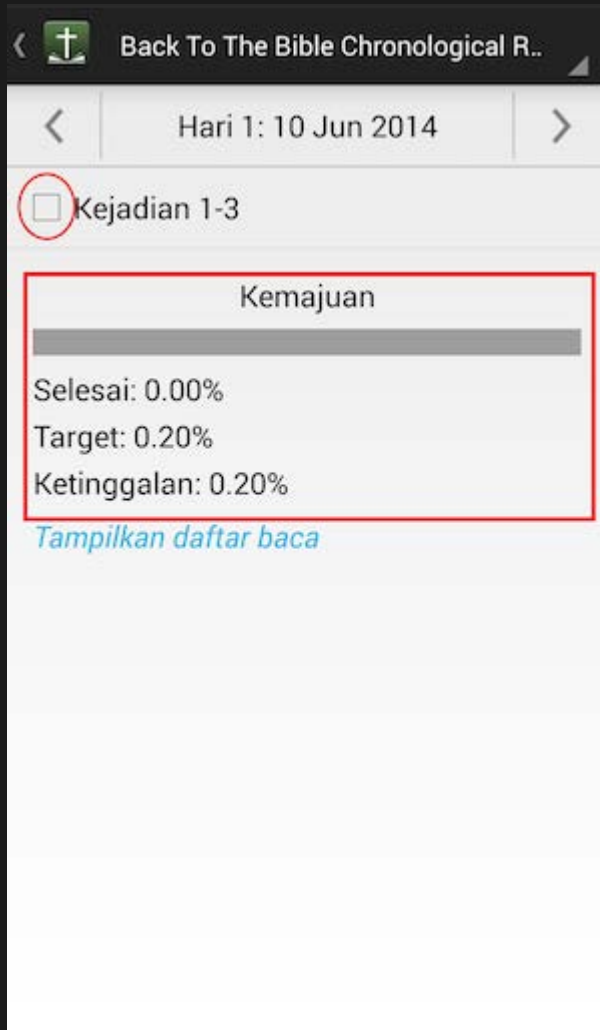 Back To The Bible Chronological R..
Hari 1: 10 Jun 2014
Kejadian 1-3
Kemajuan
Selesai: 0.00%
Target: 0.20%
Ketinggalan: 0.20%
Tampilkan daftar baca